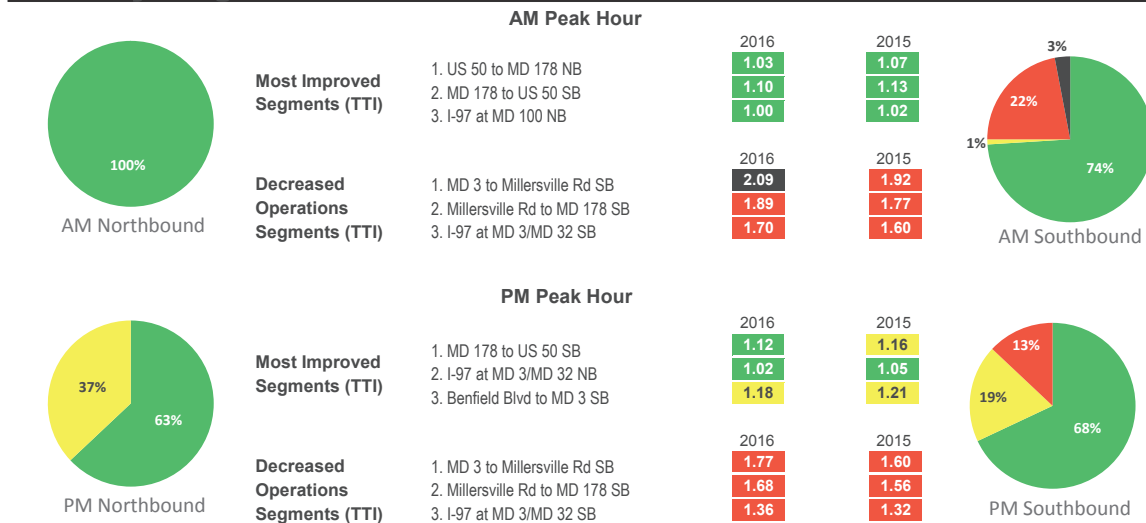 AM Peak Hour
100%
AM Northbound
Most Improved
Segments (TTI)
2016 2015
1. US 50 to MD 178 NB 1.03 1.07
2. MD 178 to US 50 SB 1.10 1.13
3. I-97 at MD 100 NB 1.00 1.02
Decreased
Operations
Segments (TTI)
2016 2015
1. MD 3 to Millersville Rd SB 2.09 1.92
2. Millersville Rd to MD 178 SB 1.89 1.77
3. I-97 at MD 3/MD 32 SB 1.70 1.60
3%
22%
1%
74%
AM Southbound
PM Peak Hour
37%
63%
PM Northbound
Most Improved
Segments (TTI)
2016 2015
1. MD 178 to US 50 SB 1.12 1.16
2. I-97 at MD 3/MD 32 NB 1.02 1.05
3. Benfield Blvd to MD 3 SB 1.18 1.21
Decreased
Operations
Segments (TTI)
2016 2015
1. MD 3 to Millersville Rd SB 1.77 1.60
2. Millersville Rd to MD 178 SB 1.68 1.56
3. I-97 at MD 3/MD 32 SB 1.36 1.32
13%
19%
68%
PM Southbound